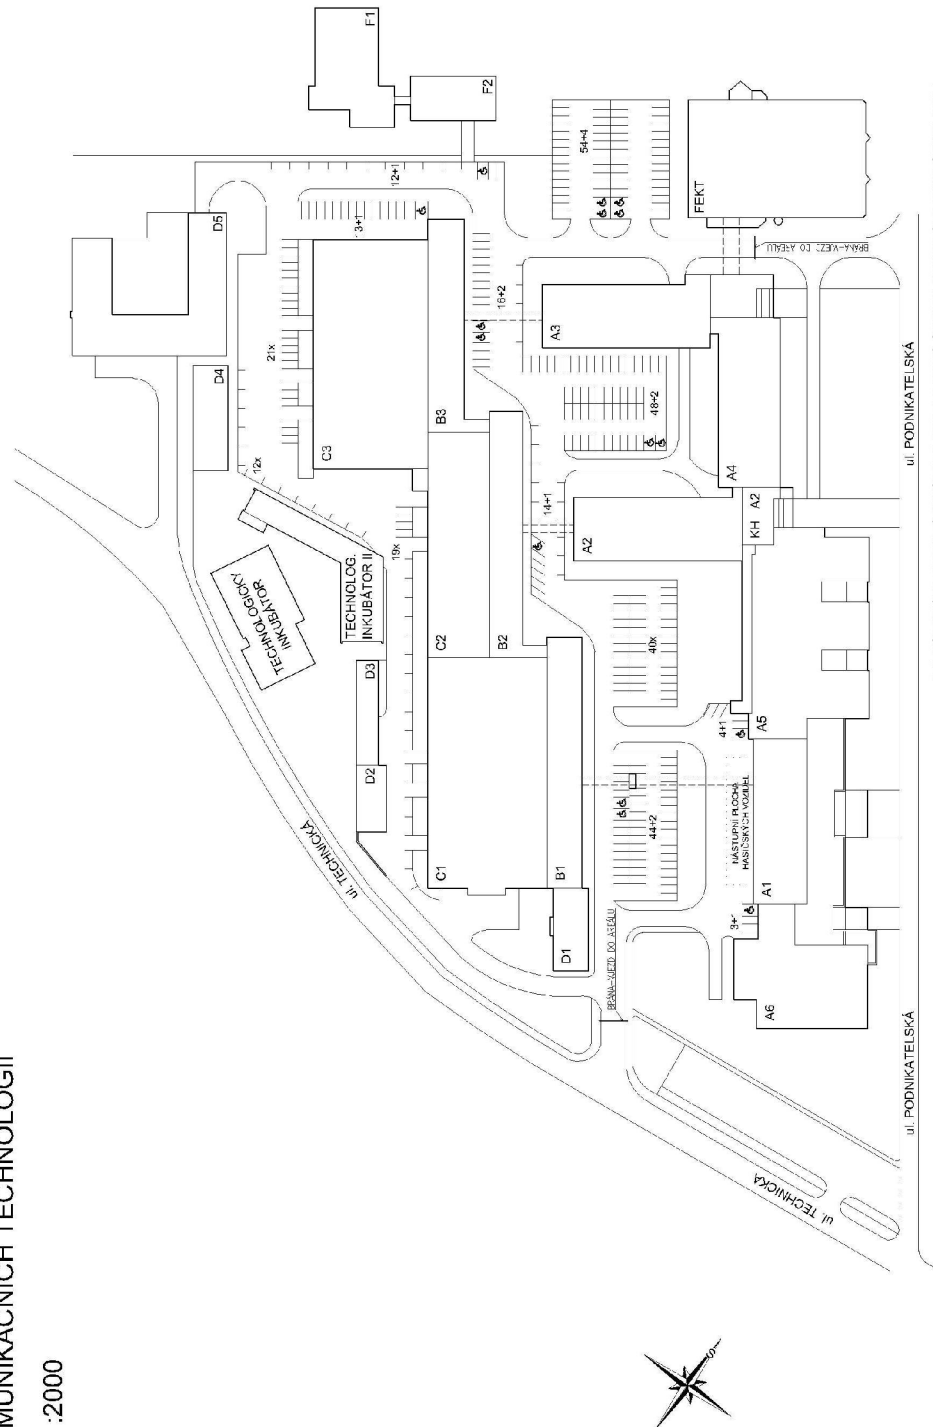 MUNIKAČNÍCH TECHNOLOGIÍ
:2000
F1
F2
12+1
13+1
54+4
FEKT
BRÁNA-VJEZD DO AREÁLU
D5
D4
21x
12x
C3
B3
16+2
A3
48+2
A4
ul. PODNIKATELSKÁ
TECHNOLOGICKÝ
INKUBÁTOR
TECHNOLOG.
INKUBÁTOR II
19x
14+1
A2
KH
A2
C2
B2
40x
D3
D2
4+1
A5
ul. TECHNICKÁ
44+2
NÁSTUPNÍ PLOCHA
HASIČSKÝCH VOZIDEL
C1
B1
A1
D1
BRÁNA-VJEZD DO AREÁLU
3+1
A6
ul. PODNIKATELSKÁ
ul. TECHNICKÁ
S